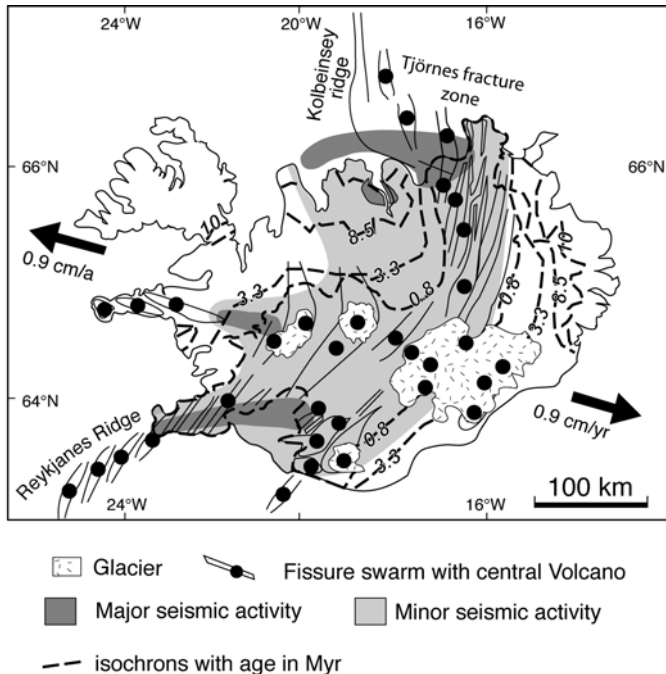 24°W
20°W
16°W
Kolbeinsey
ridge
Tjörnes fracture
zone
66°N
66°N
10
8.5
3.3
3.3
0.8
0.8
3.3
8.5
10
0.9 cm/a
64°N
64°N
0.9 cm/yr
0.8
3.3
Reykjanes Ridge
24°W
16°W
100 km
Glacier
Fissure swarm with central Volcano
Major seismic activity
Minor seismic activity
isochrons with age in Myr